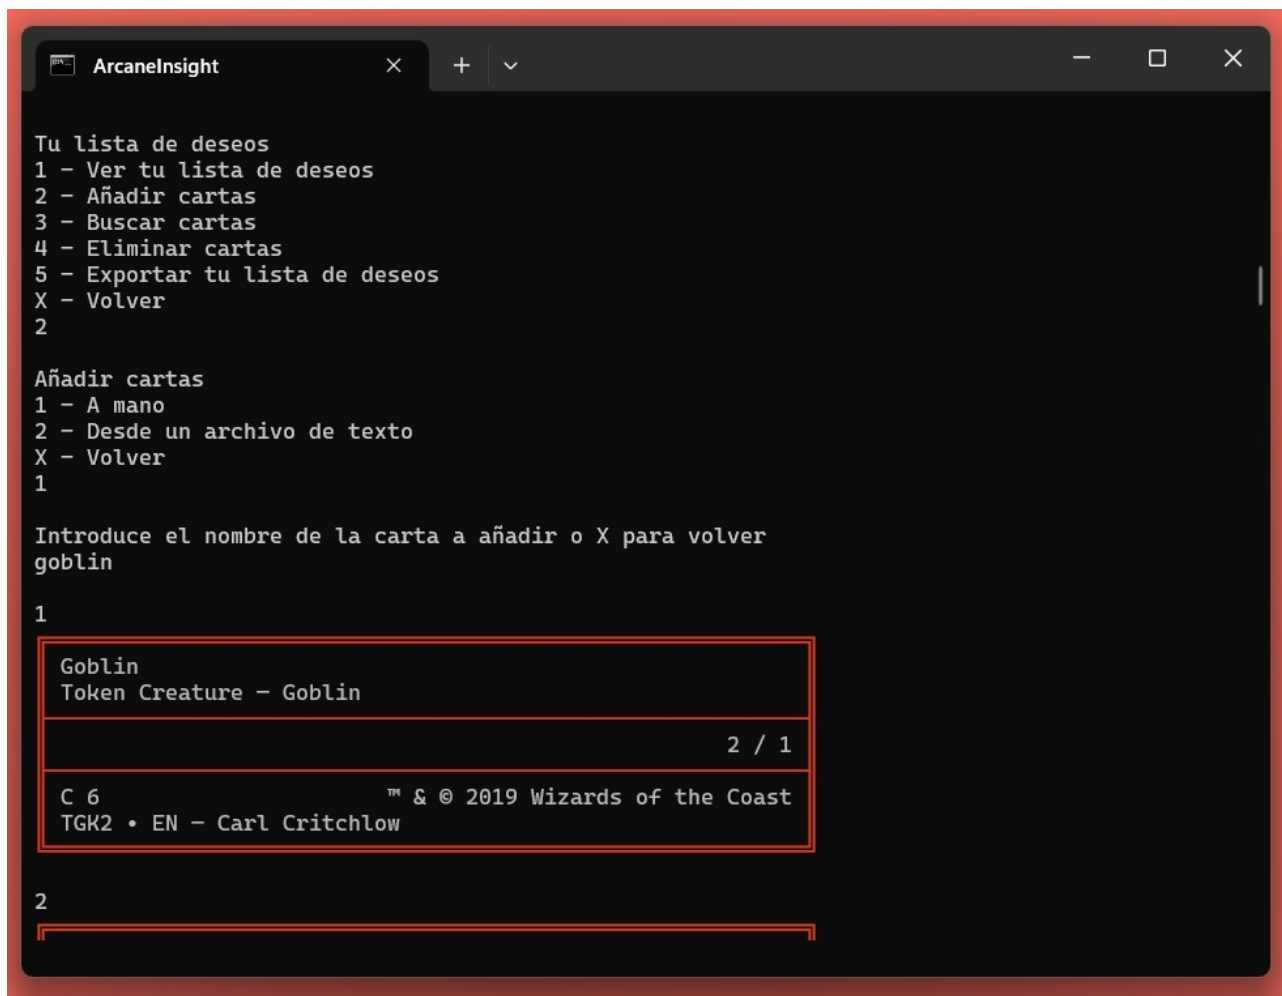 ArcaneInsight
Tu lista de deseos
1 – Ver tu lista de deseos
2 – Añadir cartas
3 – Buscar cartas
4 – Eliminar cartas
5 – Exportar tu lista de deseos
X – Volver
2
Añadir cartas
1 – A mano
2 – Desde un archivo de texto
X – Volver
1
Introduce el nombre de la carta a añadir o X para volver
goblin
1
Goblin
Token Creature — Goblin
2 / 1
C 6 ™ & © 2019 Wizards of the Coast
TGK2 • EN — Carl Critchlow
2